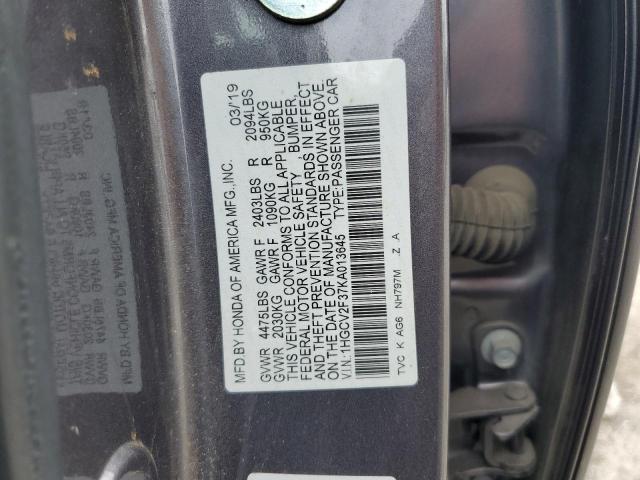 MFD.BY HONDA OF AMERICA MFG.,INC. 03/'19
GVWR 4476LBS GAWR F 2403LBS R 2094LBS
GVWR 2030KG GAWR F 1090KG R 950KG
THIS VEHICLE CONFORMS TO ALL APPLICABLE
FEDERAL MOTOR VEHICLE SAFETY BUMPER,
AND THEFT PREVENTION STANDARDS IN EFFECT
ON THE DATE OF MANUFACTURE SHOWN ABOVE.
V.I.N.:1HGCV2F37KA013645 TYPE:PASSENGER CAR
TVC K AG6 NH797M Z A